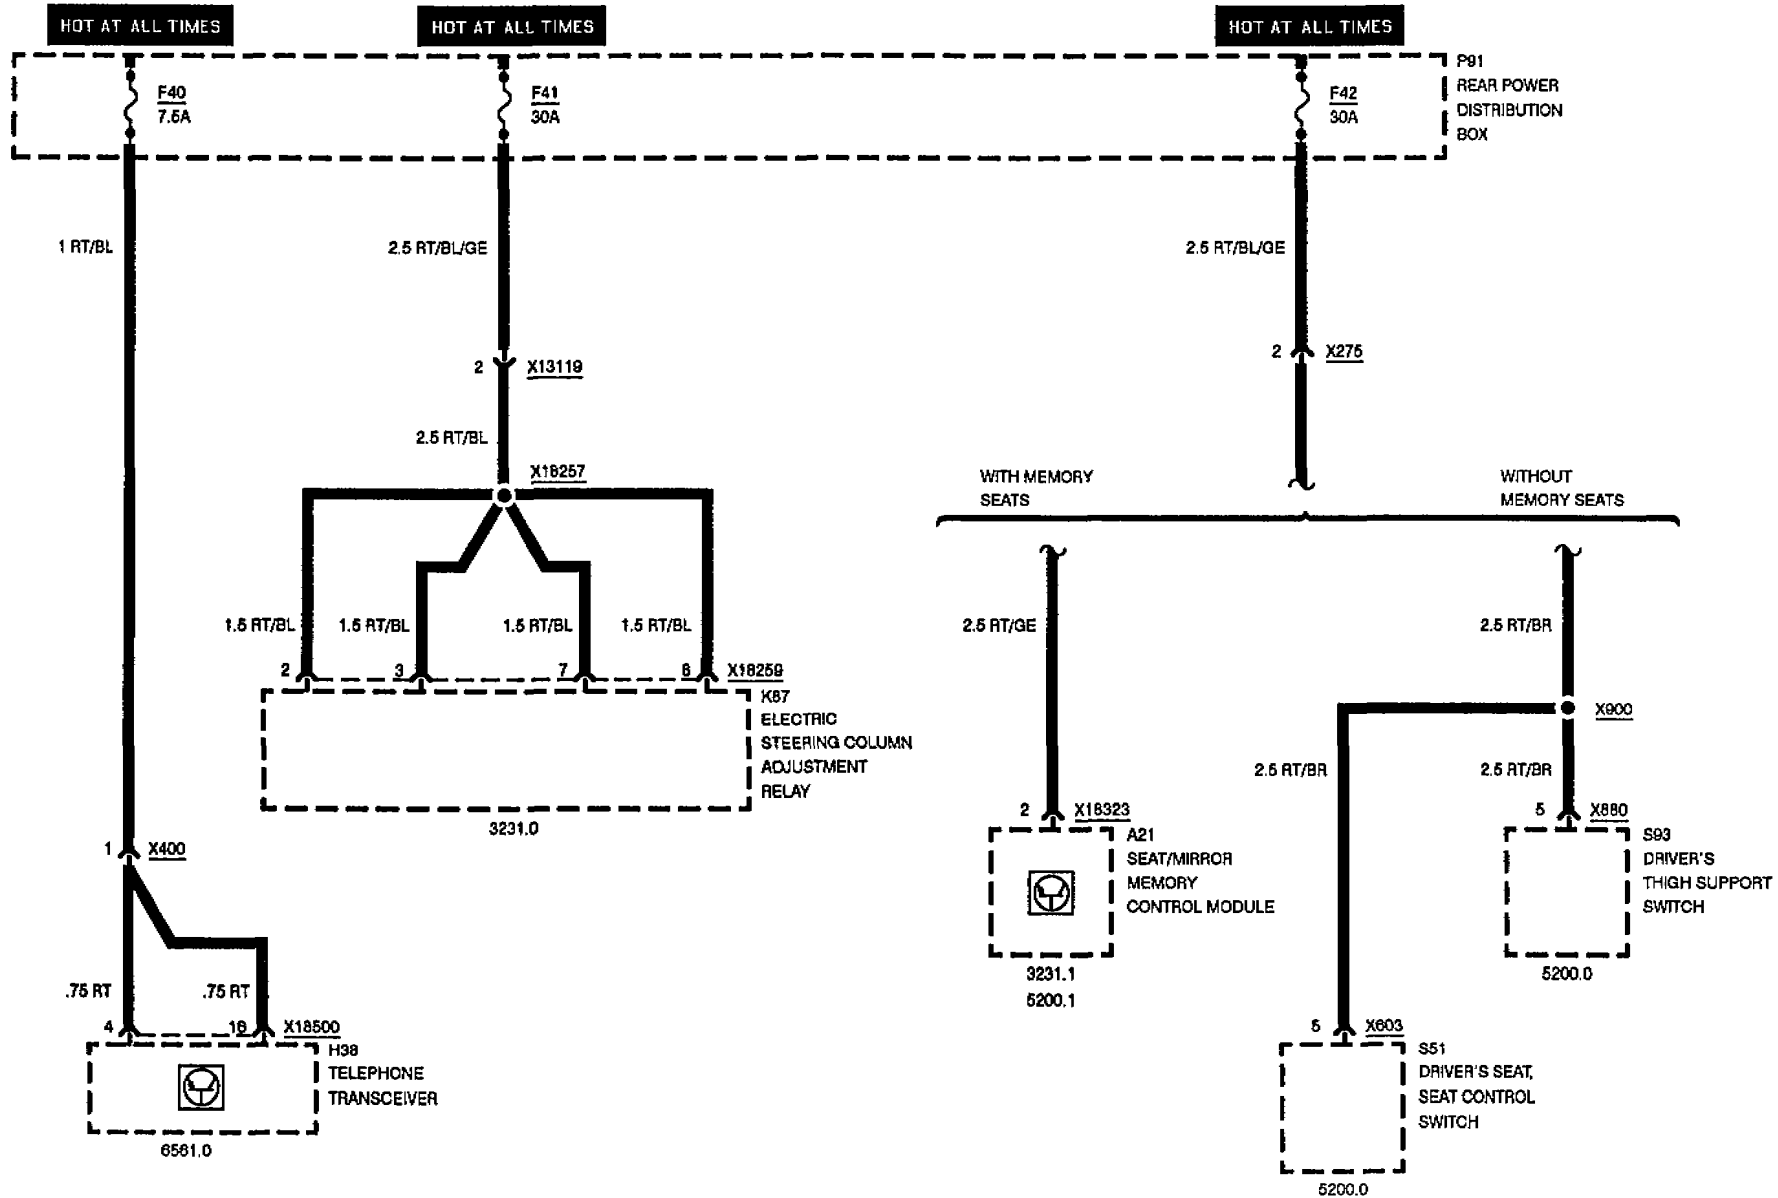 HOT AT ALL TIMES
HOT AT ALL TIMES
HOT AT ALL TIMES
P91
REAR POWER
DISTRIBUTION
BOX
F40
7.5A
F41
30A
F42
30A
1 RT/BL
2.5 RT/BL/GE
2.5 RT/BL/GE
2 X13119
2 X275
2.5 RT/BL
X18257
WITH MEMORY
SEATS
WITHOUT
MEMORY SEATS
1.5 RT/BL
1.5 RT/BL
1.5 RT/BL
1.5 RT/BL
2.5 RT/GE
2.5 RT/BR
2 3 7 8 X18259
K87
ELECTRIC
STEERING COLUMN
ADJUSTMENT
RELAY
3231.0
X900
2.5 RT/BR
2.5 RT/BR
2 X18323
A21
SEAT/MIRROR
MEMORY
CONTROL MODULE
3231.1
5200.1
5 X880
S93
DRIVER'S
THIGH SUPPORT
SWITCH
5200.0
1 X400
.75 RT
.75 RT
4 16 X18500
H38
TELEPHONE
TRANSCEIVER
6561.0
5 X603
S51
DRIVER'S SEAT,
SEAT CONTROL
SWITCH
5200.0